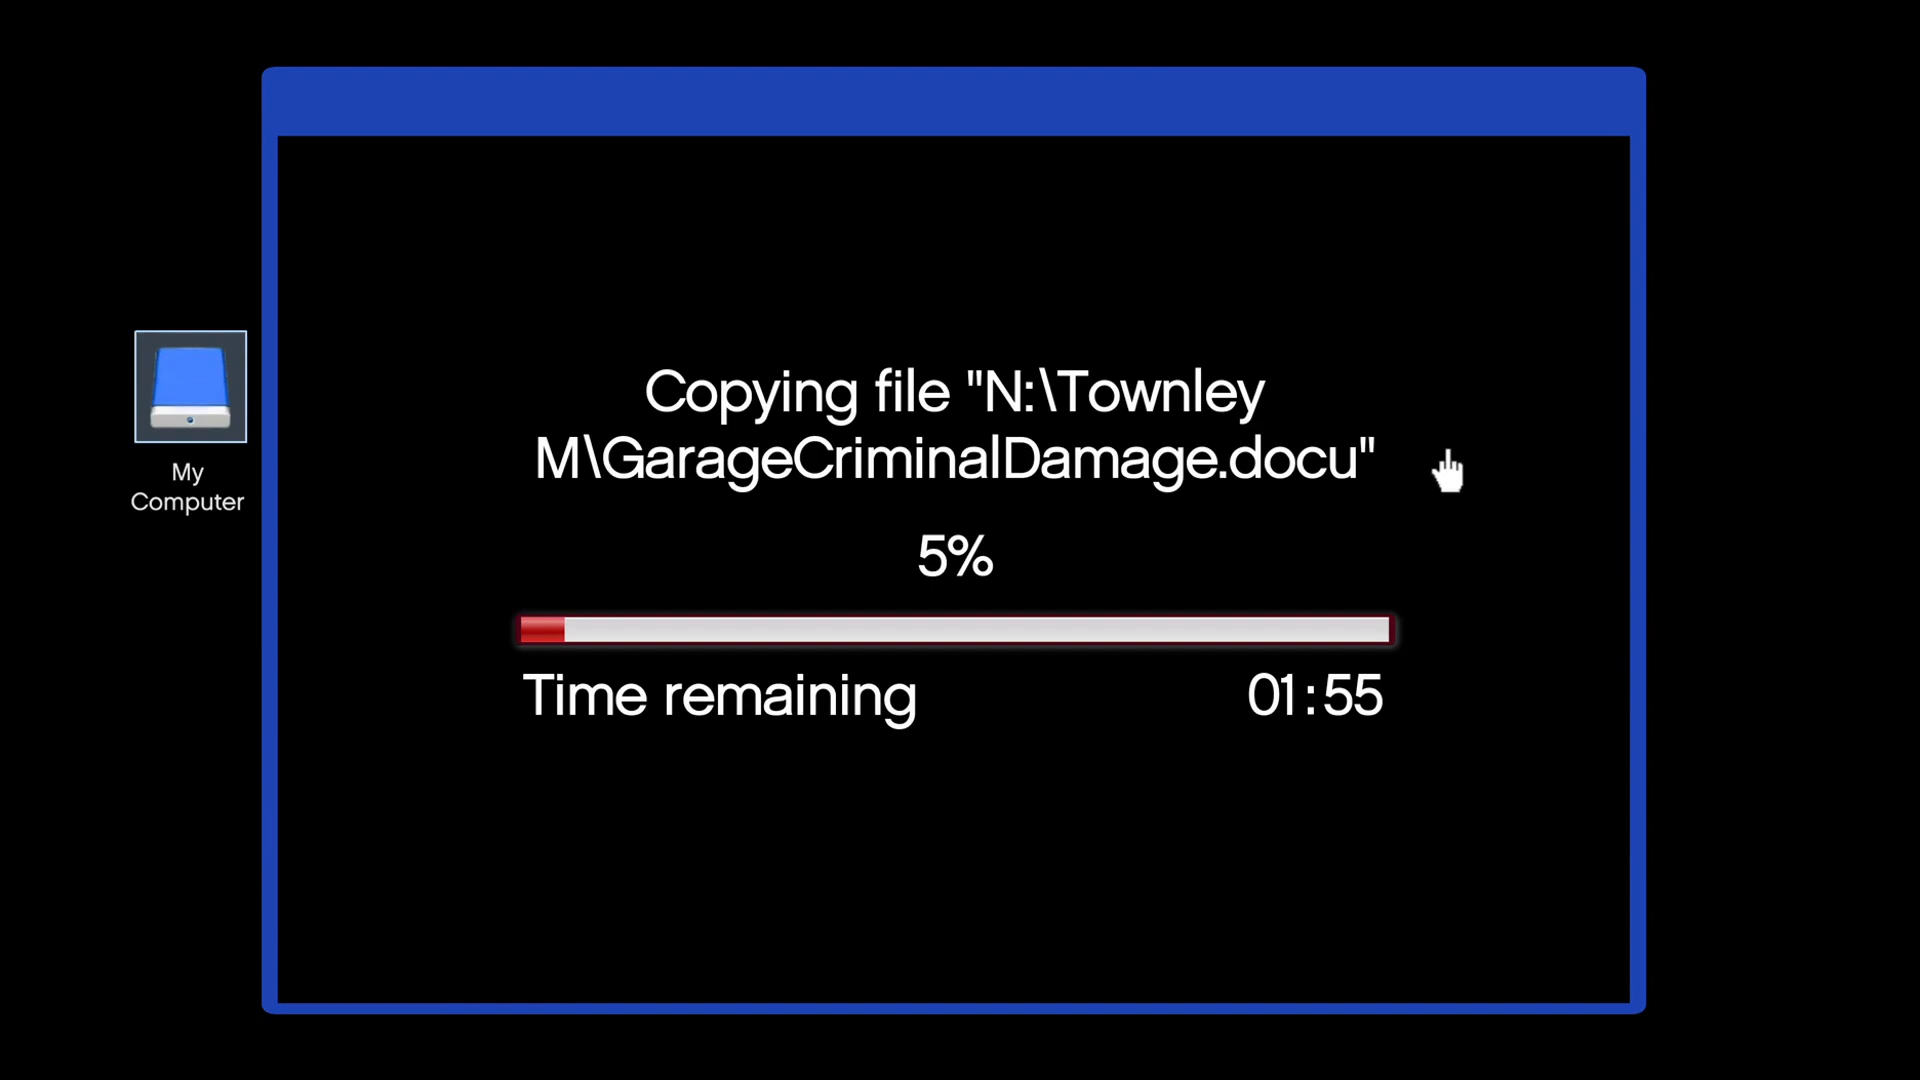 My
Computer
Copying file "N:\Townley
M\GarageCriminalDamage.docu"
5%
Time remaining 01:55